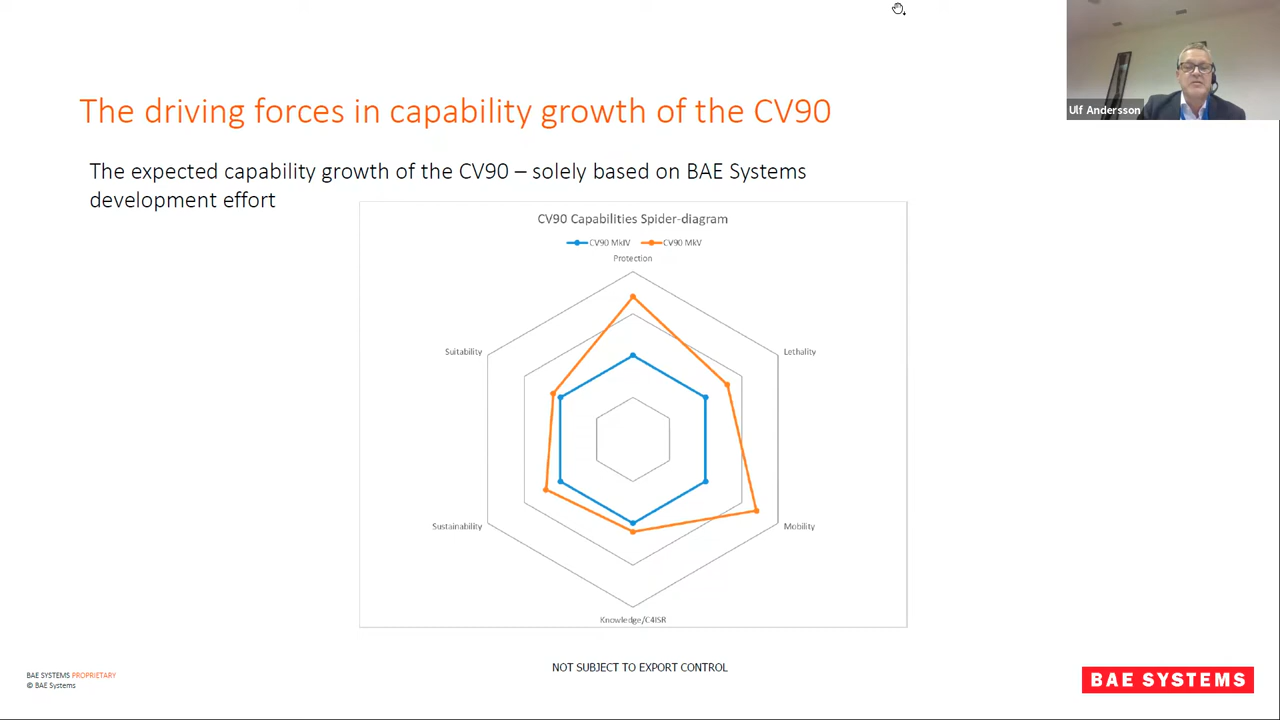 Ulf Andersson
The driving forces in capability growth of the CV90
The expected capability growth of the CV90 – solely based on BAE Systems
development effort
CV90 Capabilities Spider-diagram
CV90 MkIV
CV90 MkV
Protection
Suitability
Lethality
Sustainability
Mobility
Knowledge/C4ISR
NOT SUBJECT TO EXPORT CONTROL
BAE SYSTEMS PROPRIETARY
© BAE Systems
BAE SYSTEMS